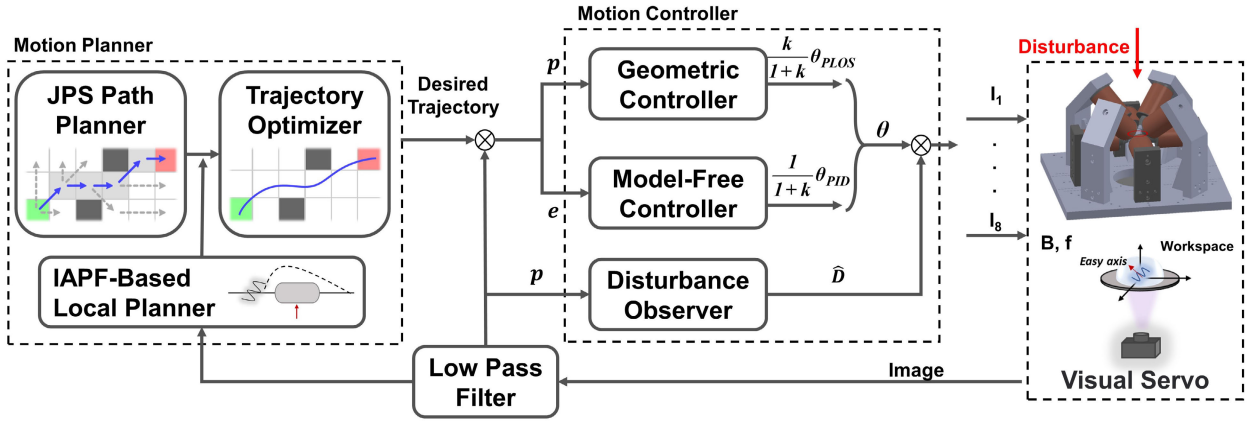 Motion Planner
JPS Path
Planner
Trajectory
Optimizer
IAPF-Based
Local Planner
Desired
Trajectory
Low Pass
Filter
Motion Controller
p
e
p
Geometric
Controller
Model-Free
Controller
Disturbance
Observer
k
1+k
θPLOS
1
1+k
θPID
θ
D̂
I1
.
.
.
.
I8
Disturbance
B, f
Workspace
Easy axis
Visual Servo
Image